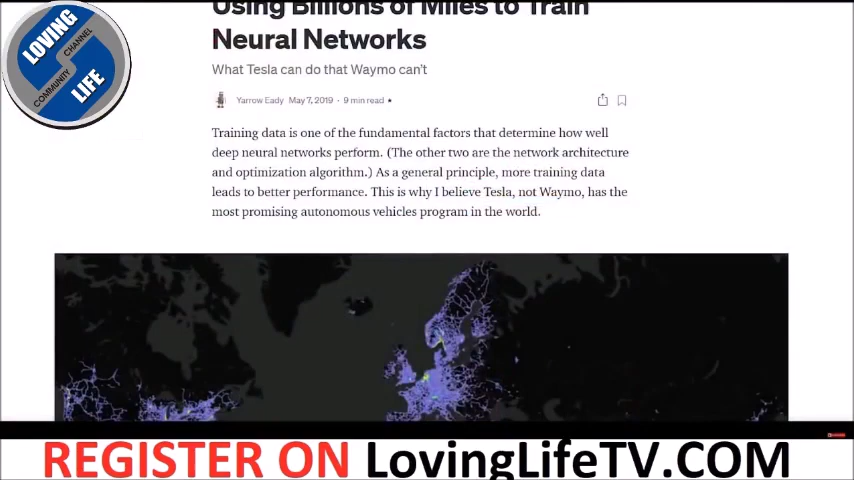 Using Billions of Miles to Train
Neural Networks
What Tesla can do that Waymo can't
Yarrow Eady May 7, 2019 · 9 min read ★
Training data is one of the fundamental factors that determine how well
deep neural networks perform. (The other two are the network architecture
and optimization algorithm.) As a general principle, more training data
leads to better performance. This is why I believe Tesla, not Waymo, has the
most promising autonomous vehicles program in the world.
LOVING
CHANNEL
COMMUNITY
LIFE
REGISTER ON LovingLifeTV.COM